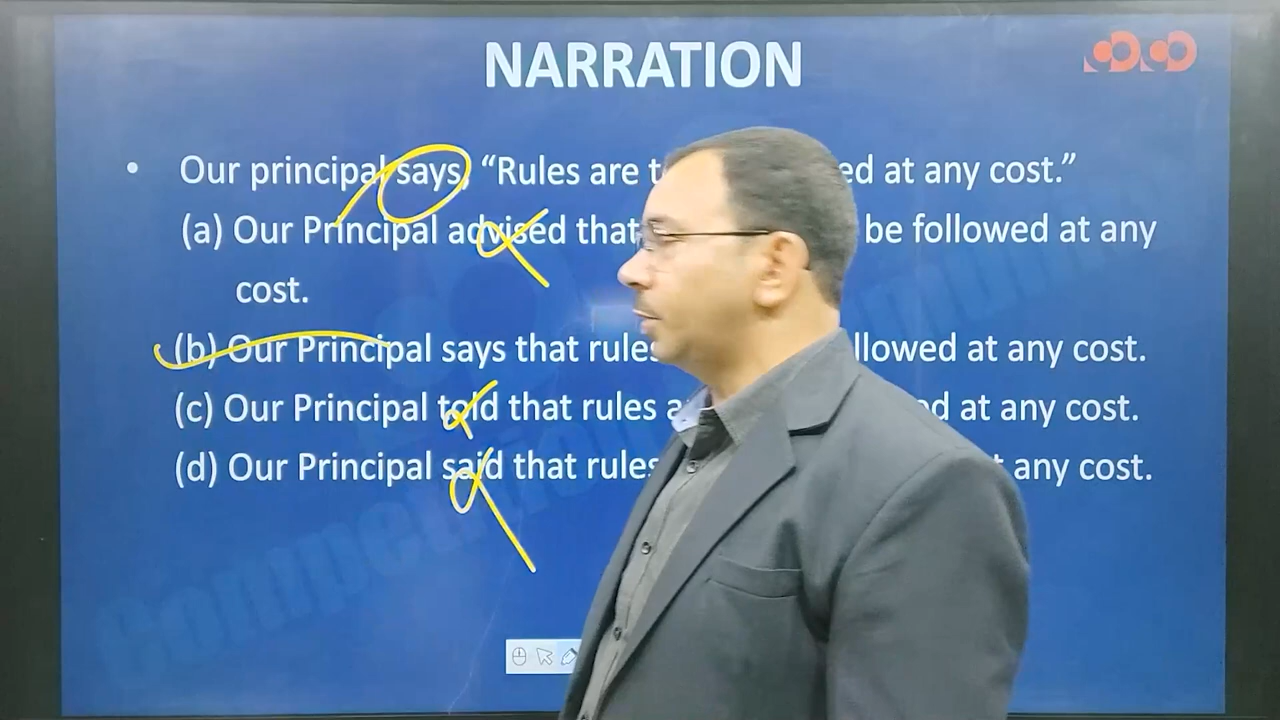 NARRATION
• Our principal says, “Rules are ed at any cost.”
(a) Our Principal advised that be followed at any
cost.
(b) Our Principal says that rules llowed at any cost.
(c) Our Principal told that rules d at any cost.
(d) Our Principal said that rules any cost.